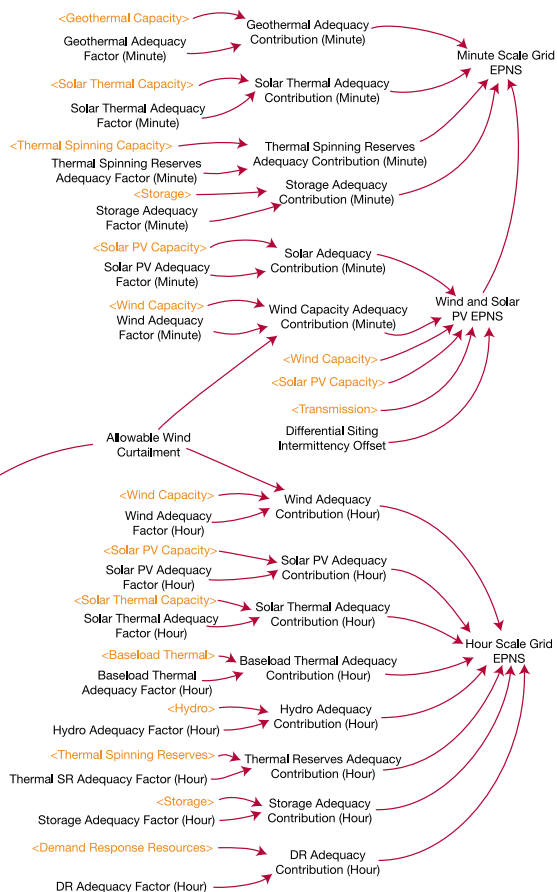 <Geothermal Capacity>
Geothermal Adequacy
Contribution (Minute)
Geothermal Adequacy
Factor (Minute)
Minute Scale Grid
EPNS
<Solar Thermal Capacity>
Solar Thermal Adequacy
Contribution (Minute)
Solar Thermal Adequacy
Factor (Minute)
<Thermal Spinning Capacity>
Thermal Spinning Reserves
Adequacy Contribution (Minute)
Thermal Spinning Reserves
Adequacy Factor (Minute)
<Storage>
Storage Adequacy
Contribution (Minute)
Storage Adequacy
Factor (Minute)
<Solar PV Capacity>
Solar Adequacy
Contribution (Minute)
Solar PV Adequacy
Factor (Minute)
<Wind Capacity>
Wind Capacity Adequacy
Contribution (Minute)
Wind Adequacy
Factor (Minute)
Wind and Solar
PV EPNS
<Wind Capacity>
<Solar PV Capacity>
<Transmission>
Differential Siting
Intermittency Offset
Allowable Wind
Curtailment
<Wind Capacity>
Wind Adequacy
Contribution (Hour)
Wind Adequacy
Factor (Hour)
<Solar PV Capacity>
Solar PV Adequacy
Contribution (Hour)
Solar PV Adequacy
Factor (Hour)
<Solar Thermal Capacity>
Solar Thermal Adequacy
Contribution (Hour)
Solar Thermal Adequacy
Factor (Hour)
Hour Scale Grid
EPNS
<Baseload Thermal>
Baseload Thermal Adequacy
Contribution (Hour)
Baseload Thermal
Adequacy Factor (Hour)
<Hydro>
Hydro Adequacy
Contribution (Hour)
Hydro Adequacy Factor (Hour)
<Thermal Spinning Reserves>
Thermal Reserves Adequacy
Contribution (Hour)
Thermal SR Adequacy Factor (Hour)
<Storage>
Storage Adequacy
Contribution (Hour)
Storage Adequacy Factor (Hour)
<Demand Response Resources>
DR Adequacy
Contribution (Hour)
DR Adequacy Factor (Hour)